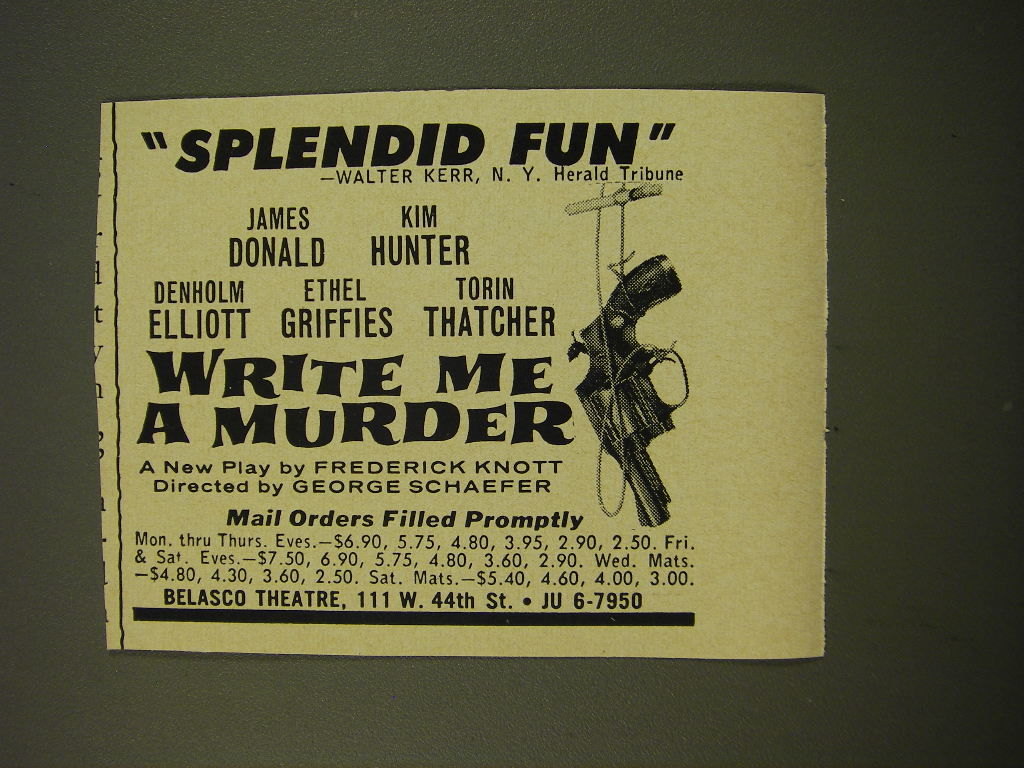 "SPLENDID FUN"
—WALTER KERR, N. Y. Herald Tribune
JAMES DONALD
KIM HUNTER
DENHOLM ELLIOTT
ETHEL GRIFFIES
TORIN THATCHER
WRITE ME
A MURDER
A New Play by FREDERICK KNOTT
Directed by GEORGE SCHAEFER
Mail Orders Filled Promptly
Mon. thru Thurs. Eves.—$6.90, 5.75, 4.80, 3.95, 2.90, 2.50. Fri.
& Sat. Eves.—$7.50, 6.90, 5.75, 4.80, 3.60, 2.90. Wed. Mats.
—$4.80, 4.30, 3.60, 2.50. Sat. Mats.—$5.40, 4.60, 4.00, 3.00.
BELASCO THEATRE, 111 W. 44th St. • JU 6-7950